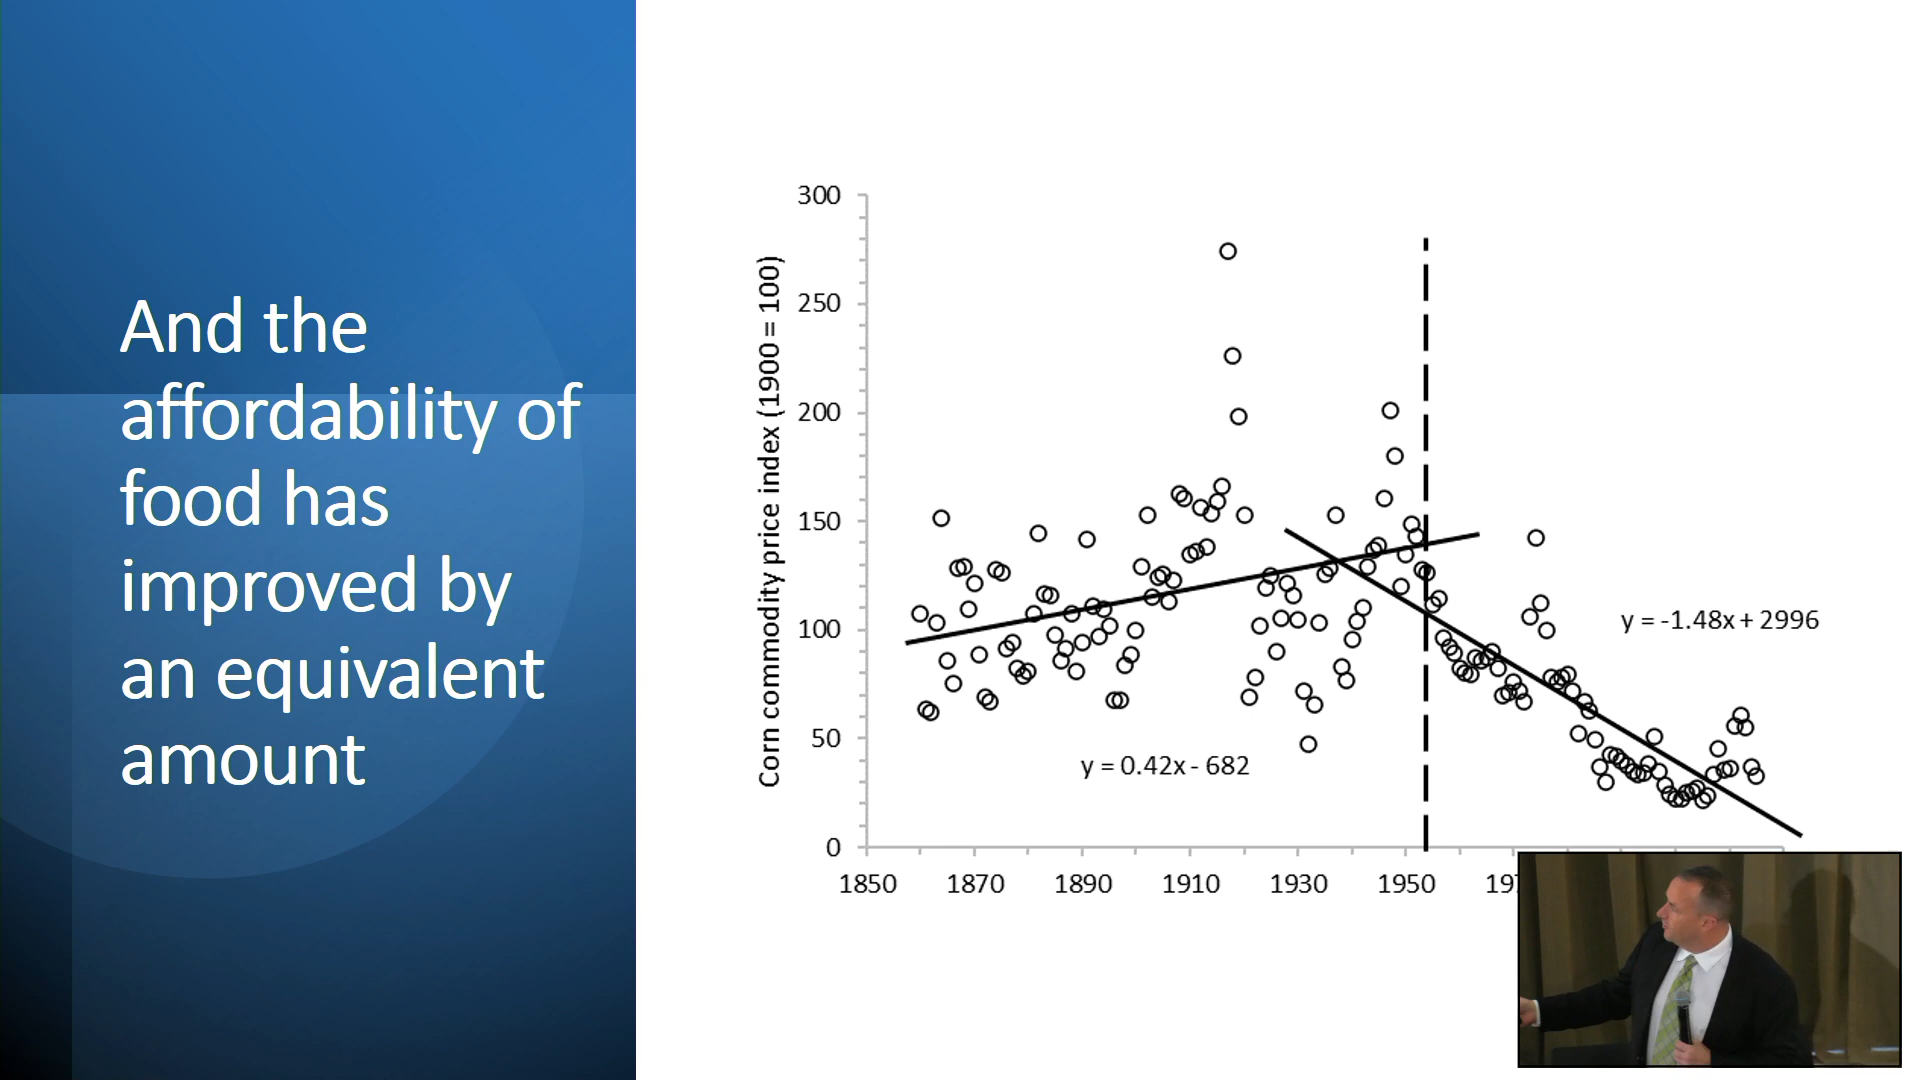 And the
affordability of
food has
improved by
an equivalent
amount
Corn commodity price index (1900 = 100)
300
250
200
150
100
50
0
y = -1.48x + 2996
y = 0.42x - 682
1850 1870 1890 1910 1930 1950